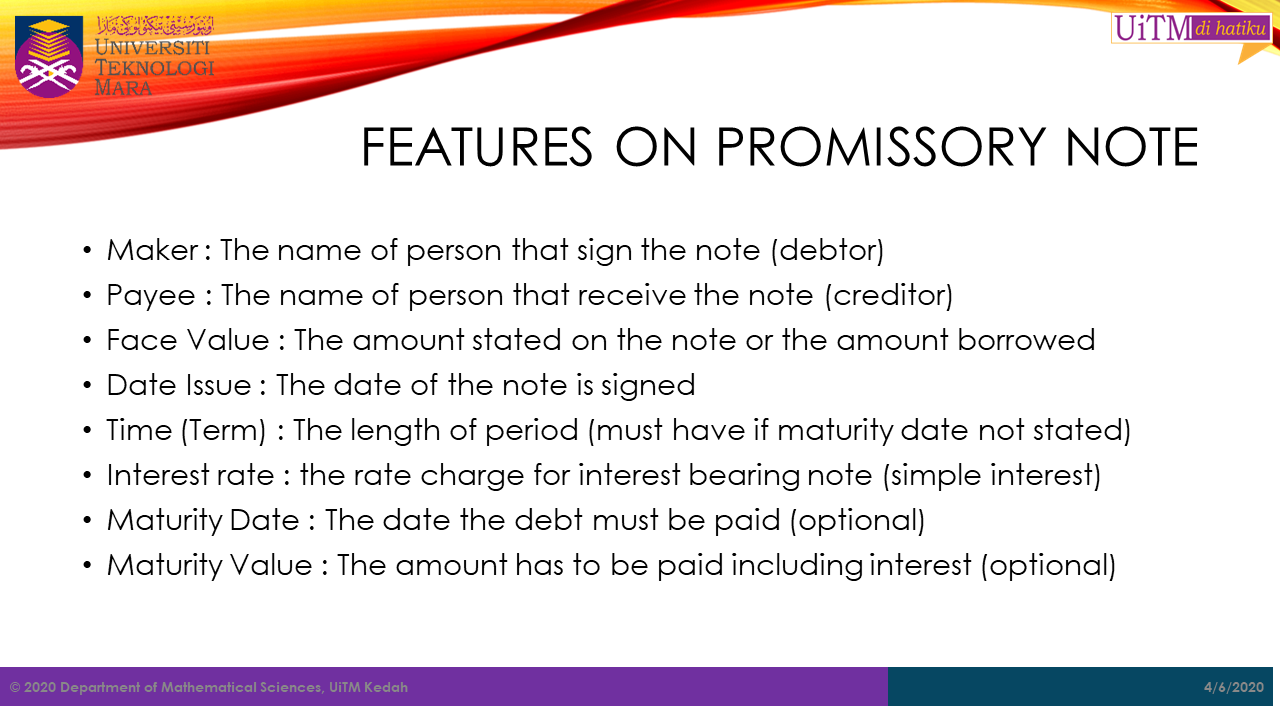 UNIVERSITI
TEKNOLOGI
MARA
UiTM di hatiku
FEATURES ON PROMISSORY NOTE
• Maker : The name of person that sign the note (debtor)
• Payee : The name of person that receive the note (creditor)
• Face Value : The amount stated on the note or the amount borrowed
• Date Issue : The date of the note is signed
• Time (Term) : The length of period (must have if maturity date not stated)
• Interest rate : the rate charge for interest bearing note (simple interest)
• Maturity Date : The date the debt must be paid (optional)
• Maturity Value : The amount has to be paid including interest (optional)
© 2020 Department of Mathematical Sciences, UiTM Kedah
4/6/2020